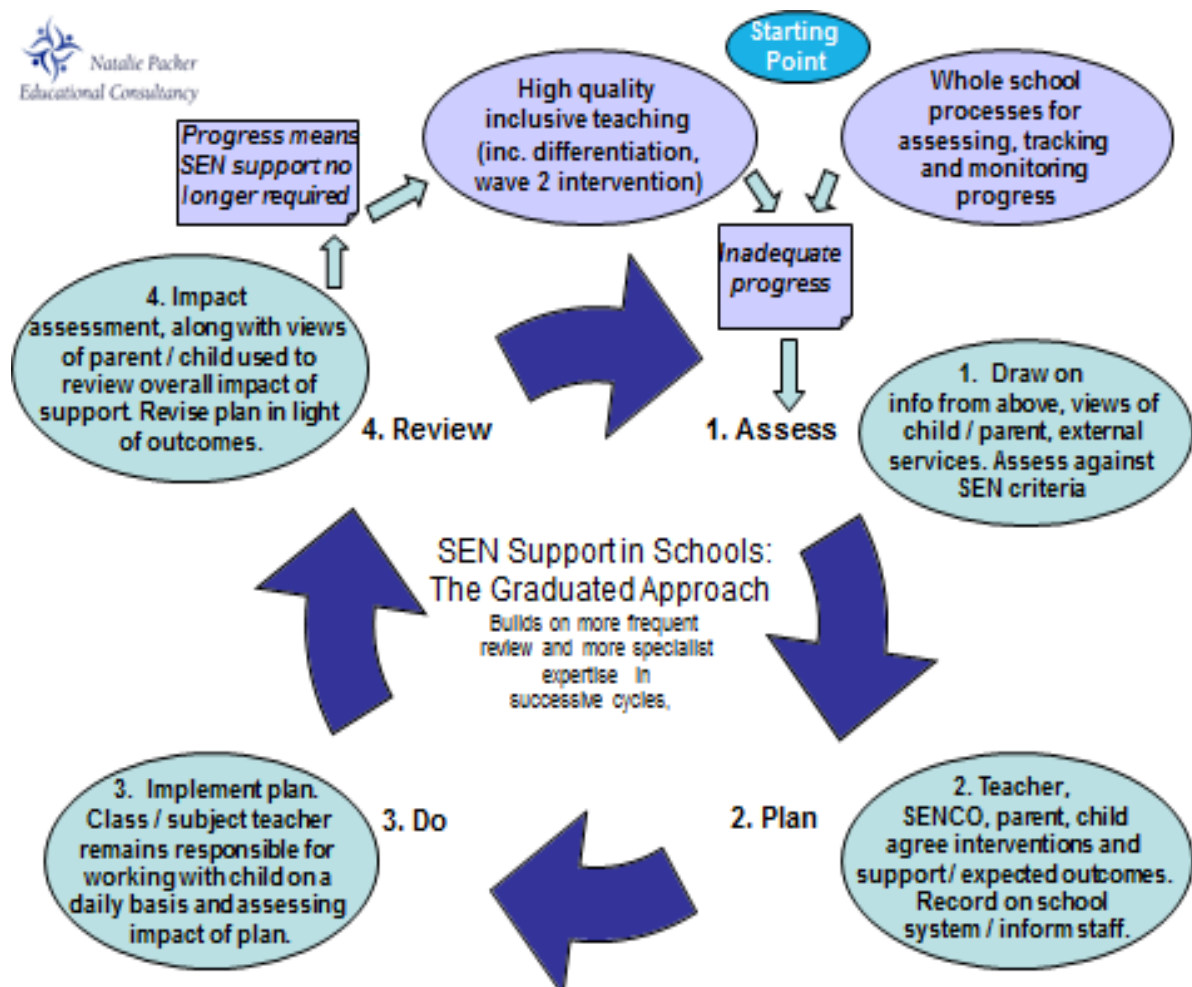 Natalie Packer
Educational Consultancy
Starting
Point
High quality
inclusive teaching
(inc. differentiation,
wave 2 intervention)
Whole school
processes for
assessing, tracking
and monitoring
progress
Progress means
SEN support no
longer required
Inadequate
progress
4. Impact
assessment, along with views
of parent / child used to
review overall impact of
support. Revise plan in light
of outcomes.
4. Review
1. Assess
1. Draw on
info from above, views of
child / parent, external
services. Assess against
SEN criteria
SEN Support in Schools:
The Graduated Approach
Builds on more frequent
review and more specialist
expertise in
successive cycles,
3. Implement plan.
Class / subject teacher
remains responsible for
working with child on a
daily basis and assessing
impact of plan.
3. Do
2. Plan
2. Teacher,
SENCO, parent, child
agree interventions and
support / expected outcomes.
Record on school
system / inform staff.